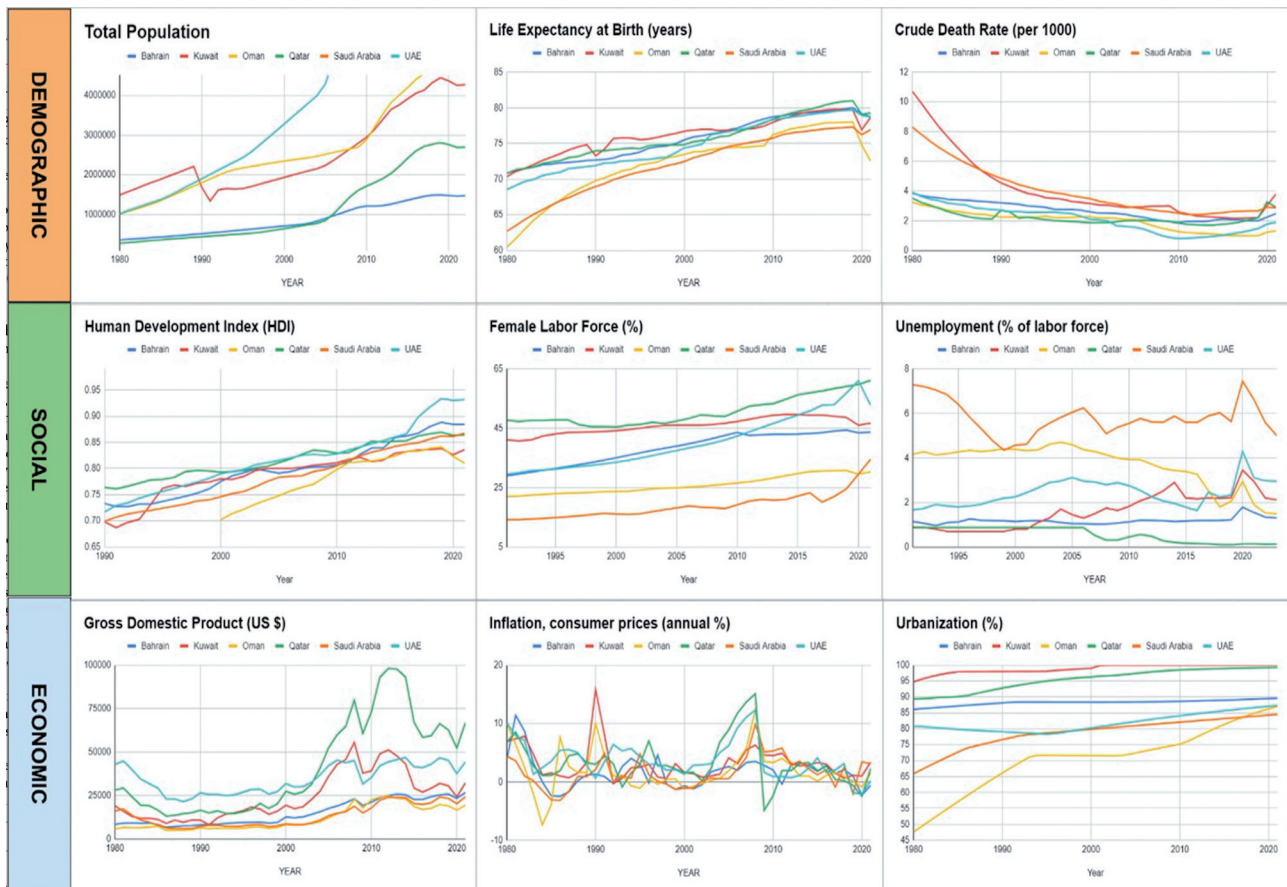 DEMOGRAPHIC
Total Population
Bahrain Kuwait Oman Qatar Saudi Arabia UAE
4000000
3000000
2000000
1000000
1980 1990 2000 2010 2020
YEAR
Life Expectancy at Birth (years)
Bahrain Kuwait Oman Qatar Saudi Arabia UAE
85
80
75
70
65
60
1980 1990 2000 2010 2020
YEAR
Crude Death Rate (per 1000)
Bahrain Kuwait Oman Qatar Saudi Arabia UAE
12
10
8
6
4
2
0
1980 1990 2000 2010 2020
Year
SOCIAL
Human Development Index (HDI)
Bahrain Kuwait Oman Qatar Saudi Arabia UAE
0.95
0.90
0.85
0.80
0.75
0.70
0.65
1990 2000 2010 2020
Year
Female Labor Force (%)
Bahrain Kuwait Oman Qatar Saudi Arabia UAE
65
45
25
5
1995 2000 2005 2010 2015 2020
YEAR
Unemployment (% of labor force)
Bahrain Kuwait Oman Qatar Saudi Arabia UAE
8
6
4
2
0
1995 2000 2005 2010 2015 2020
YEAR
ECONOMIC
Gross Domestic Product (US $)
Bahrain Kuwait Oman Qatar Saudi Arabia UAE
100000
75000
50000
25000
0
1980 1990 2000 2010 2020
YEAR
Inflation, consumer prices (annual %)
Bahrain Kuwait Oman Qatar Saudi Arabia UAE
20
10
0
-10
1980 1990 2000 2010 2020
YEAR
Urbanization (%)
Bahrain Kuwait Oman Qatar Saudi Arabia UAE
100
95
90
85
80
75
70
65
60
55
50
45
1980 1990 2000 2010 2020
Year